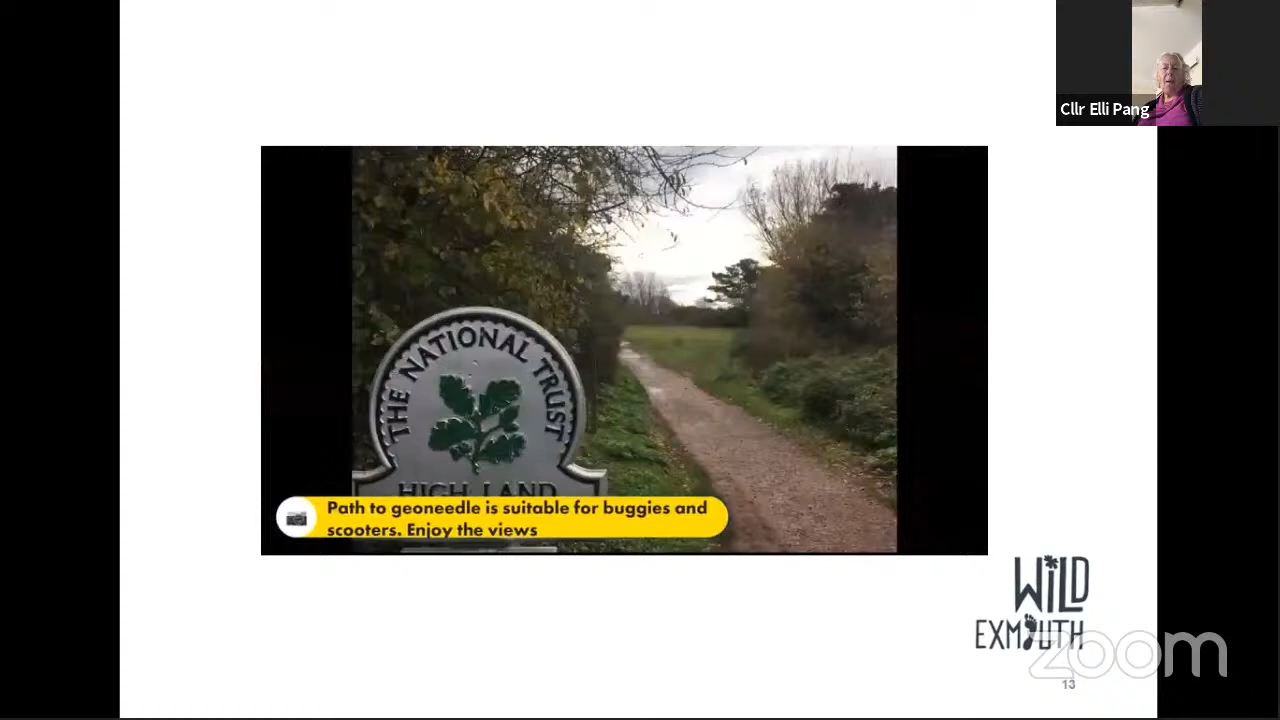 Cllr Elli Pang
THE NATIONAL TRUST
HIGH LAND
Path to geoneedle is suitable for buggies and
scooters. Enjoy the views
WILD
EXMOUTH
zoom
13